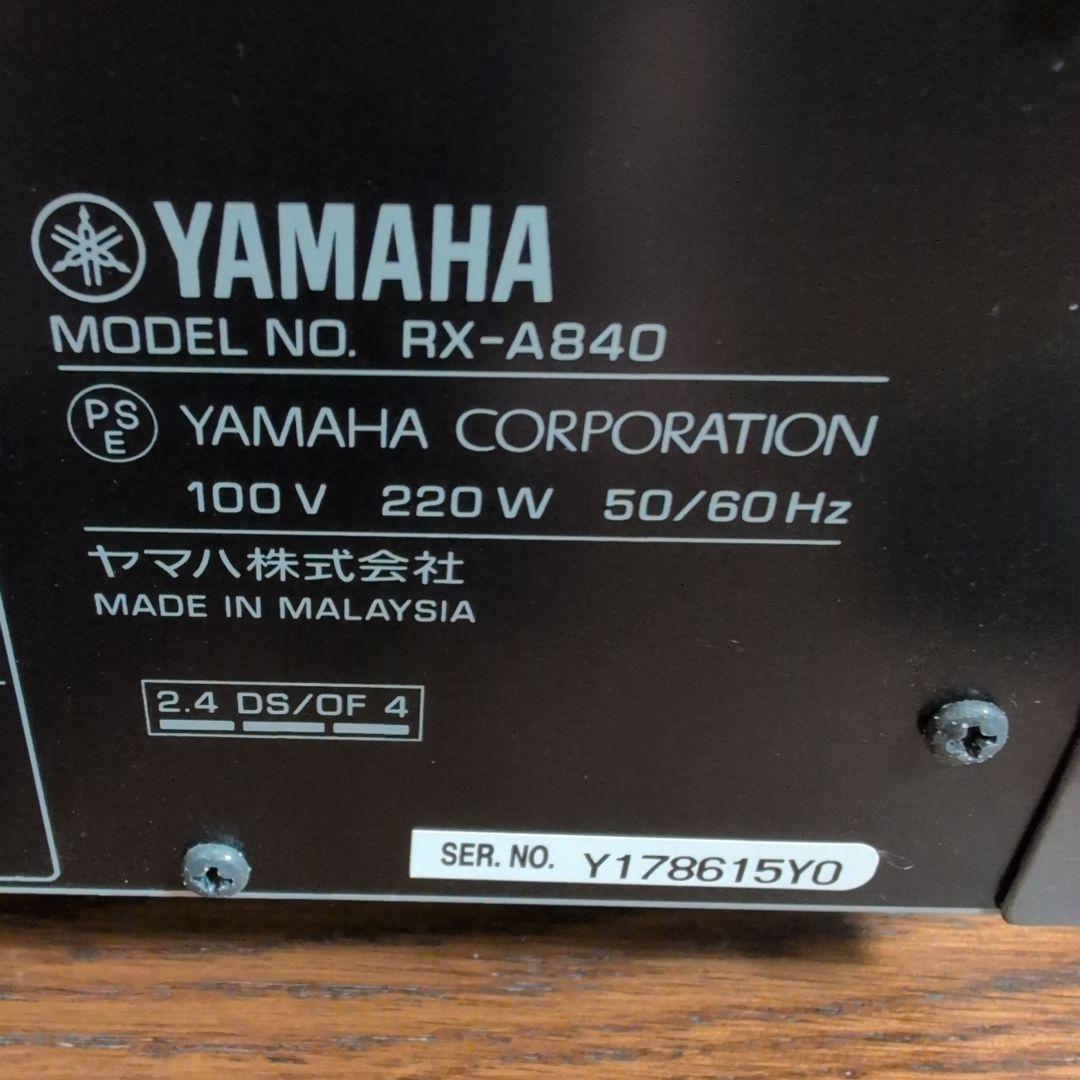 YAMAHA
MODEL NO. RX-A840
PSE YAMAHA CORPORATION
100 V 220 W 50/60 Hz
ヤマハ株式会社
MADE IN MALAYSIA
2.4 DS/OF 4
SER. NO. Y178615Y0